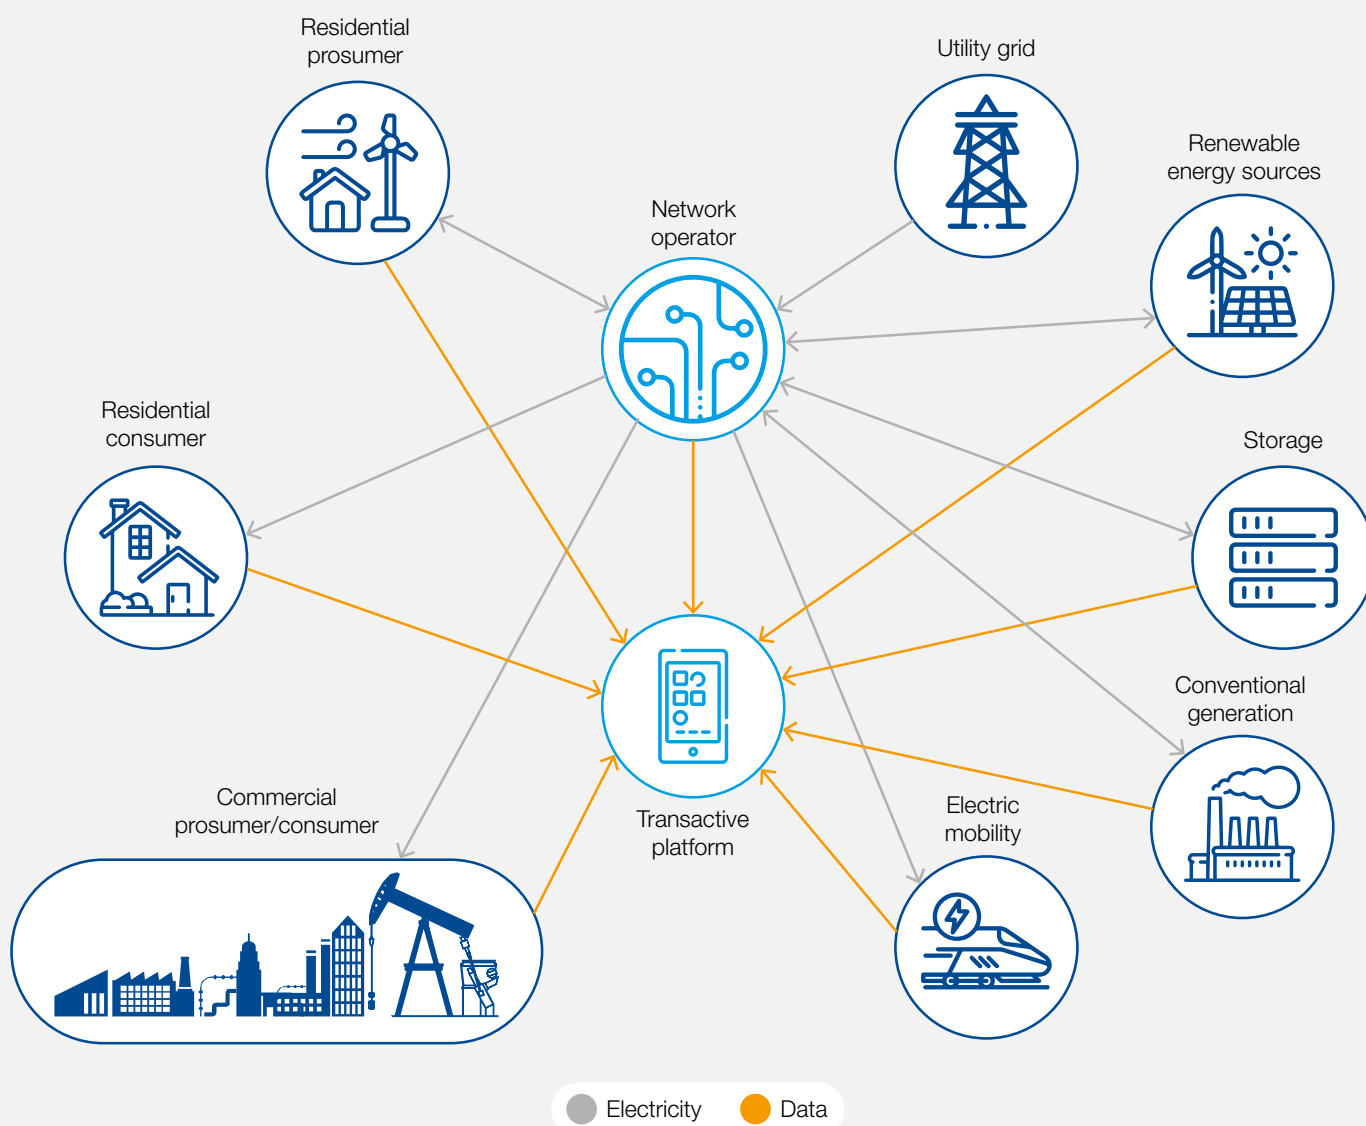 Residential
prosumer
Utility grid
Renewable
energy sources
Network
operator
Residential
consumer
Storage
Conventional
generation
Commercial
prosumer/consumer
Transactive
platform
Electric
mobility
Electricity
Data